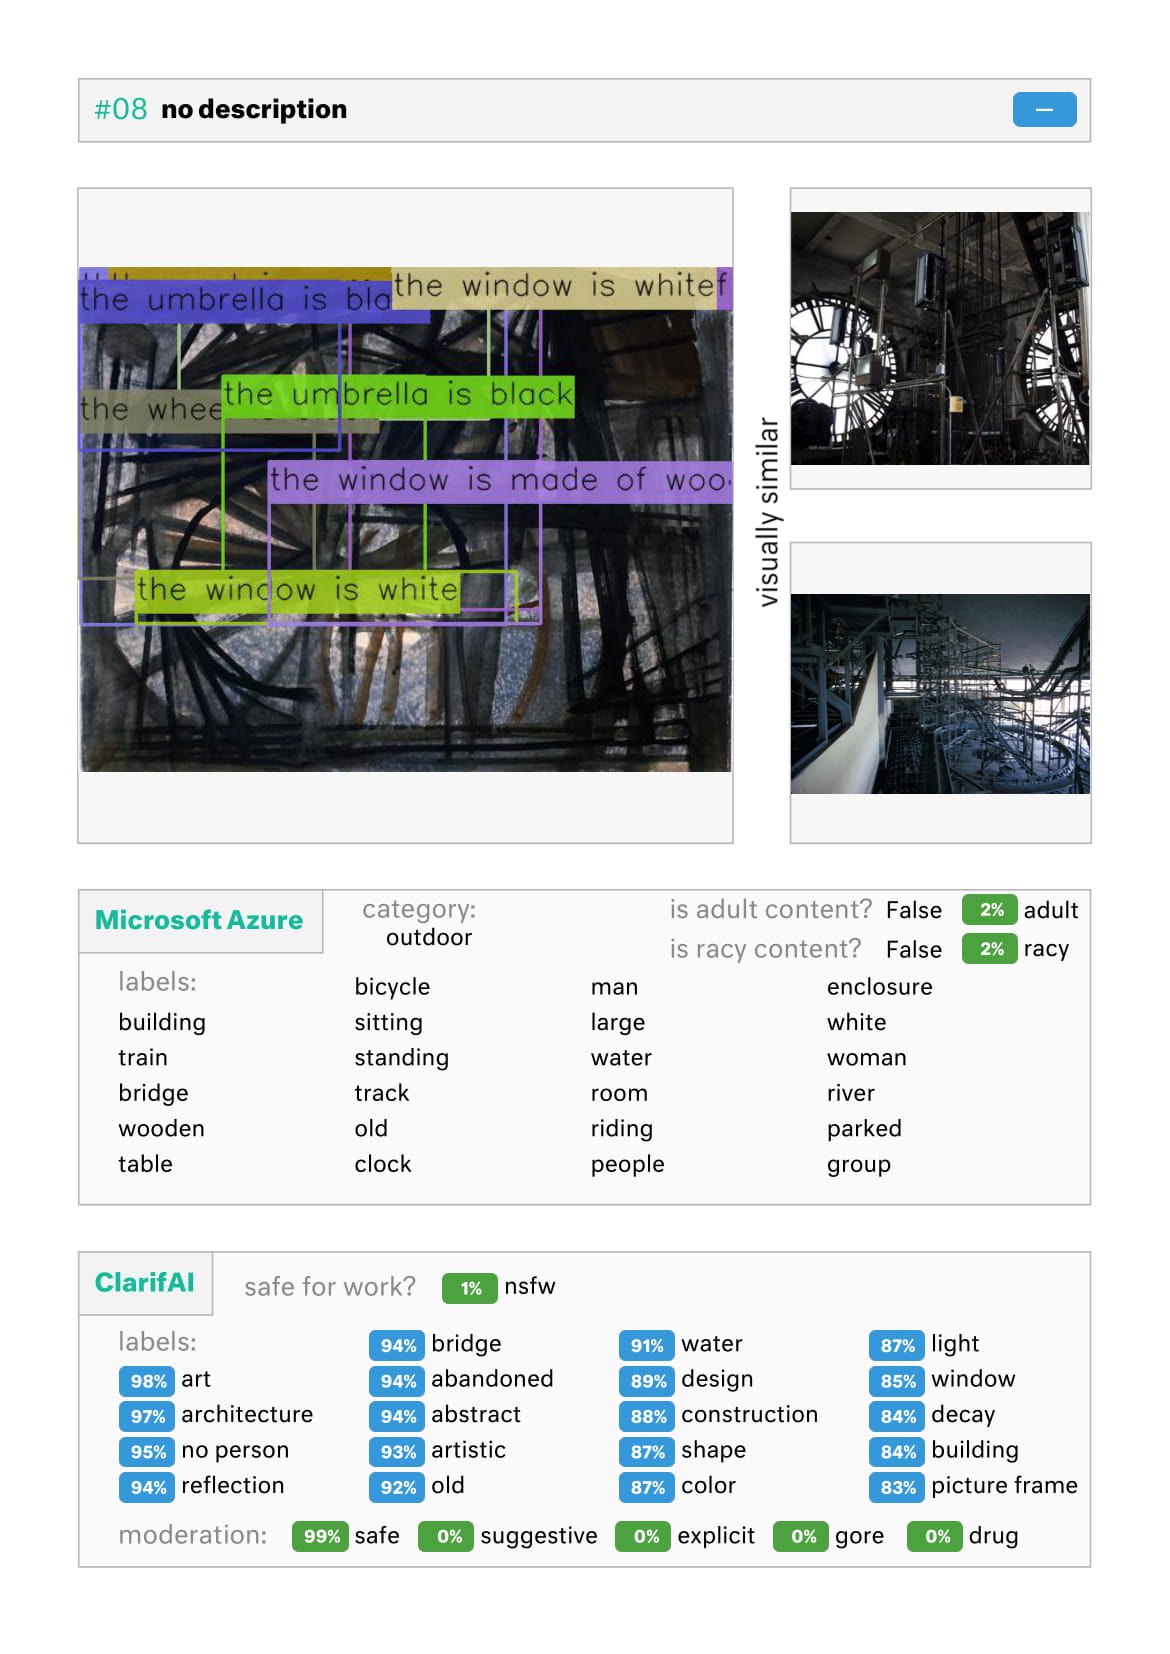 #08 no description
—
the umbrella is bla
the window is whitef
the whee
the umbrella is black
the window is made of woo
the window is white
visually similar
Microsoft Azure
category:
outdoor
is adult content? False 2% adult
is racy content? False 2% racy
labels:
building
train
bridge
wooden
table
bicycle
sitting
standing
track
old
clock
man
large
water
room
riding
people
enclosure
white
woman
river
parked
group
ClarifAI
safe for work? 1% nsfw
labels:
98% art
97% architecture
95% no person
94% reflection
94% bridge
94% abandoned
94% abstract
93% artistic
92% old
91% water
89% design
88% construction
87% shape
87% color
87% light
85% window
84% decay
84% building
83% picture frame
moderation: 99% safe 0% suggestive 0% explicit 0% gore 0% drug